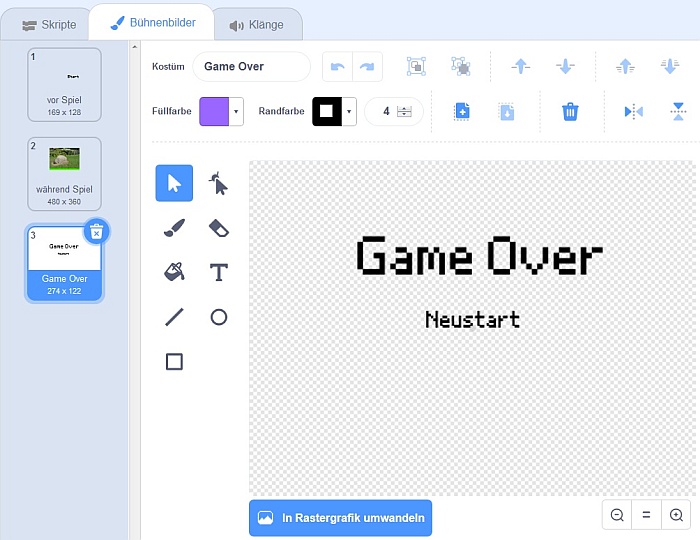 Skripte
Bühnenbilder
Klänge
1
Start
vor Spiel
169 x 128
2
während Spiel
480 x 360
3
Game Over
Neustart
Game Over
274 x 122
Kostüm
Game Over
Füllfarbe
Randfarbe
4
Game Over
Neustart
In Rastergrafik umwandeln